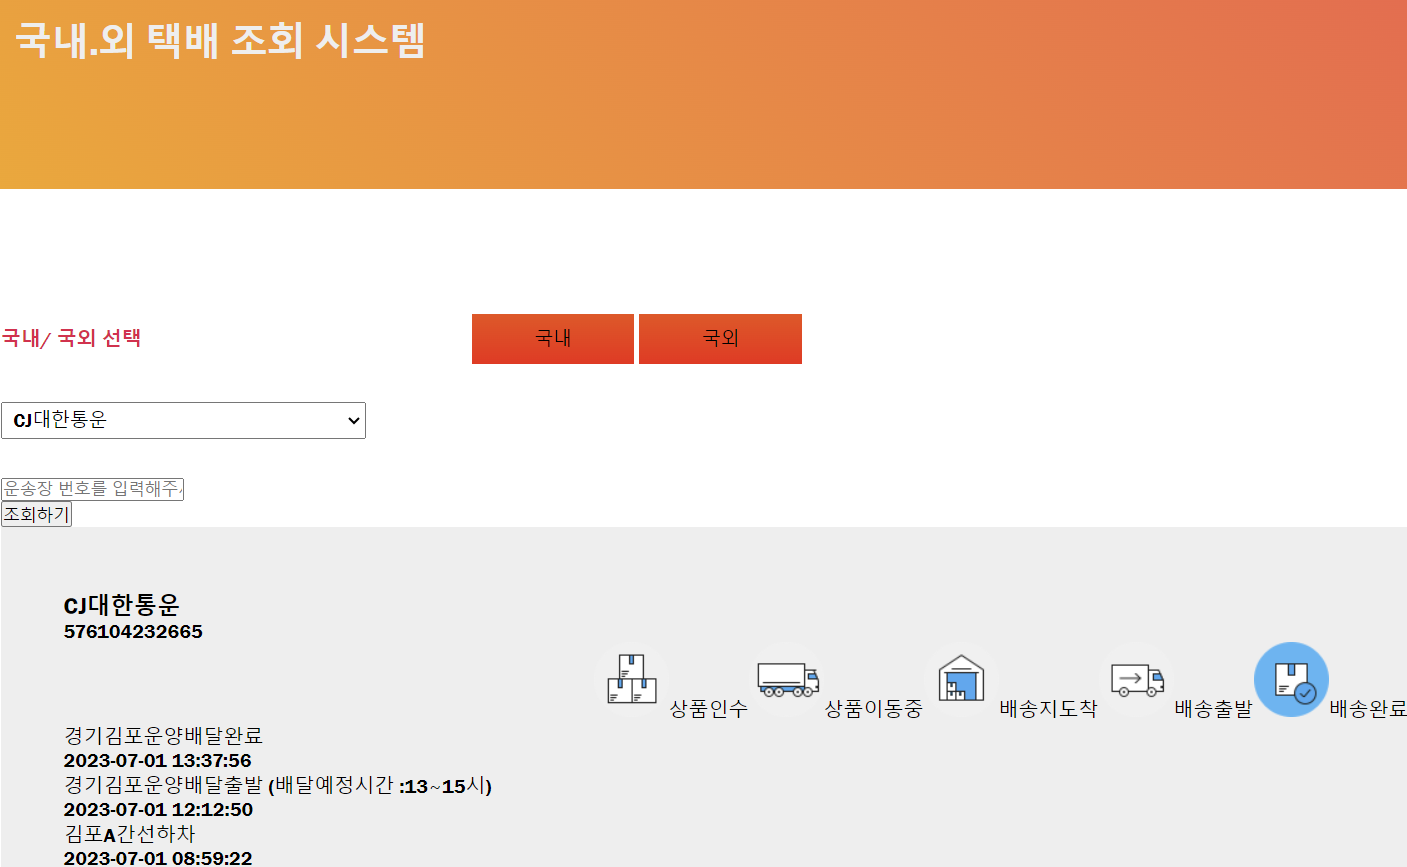 국내.외 택배 조회 시스템
국내/ 국외 선택
국내
국외
CJ대한통운
운송장 번호를 입력해주
조회하기
CJ대한통운
576104232665
상품인수
상품이동중
배송지도착
배송출발
배송완료
경기김포운양배달완료
2023-07-01 13:37:56
경기김포운양배달출발 (배달예정시간 :13~15시)
2023-07-01 12:12:50
김포A간선하차
2023-07-01 08:59:22